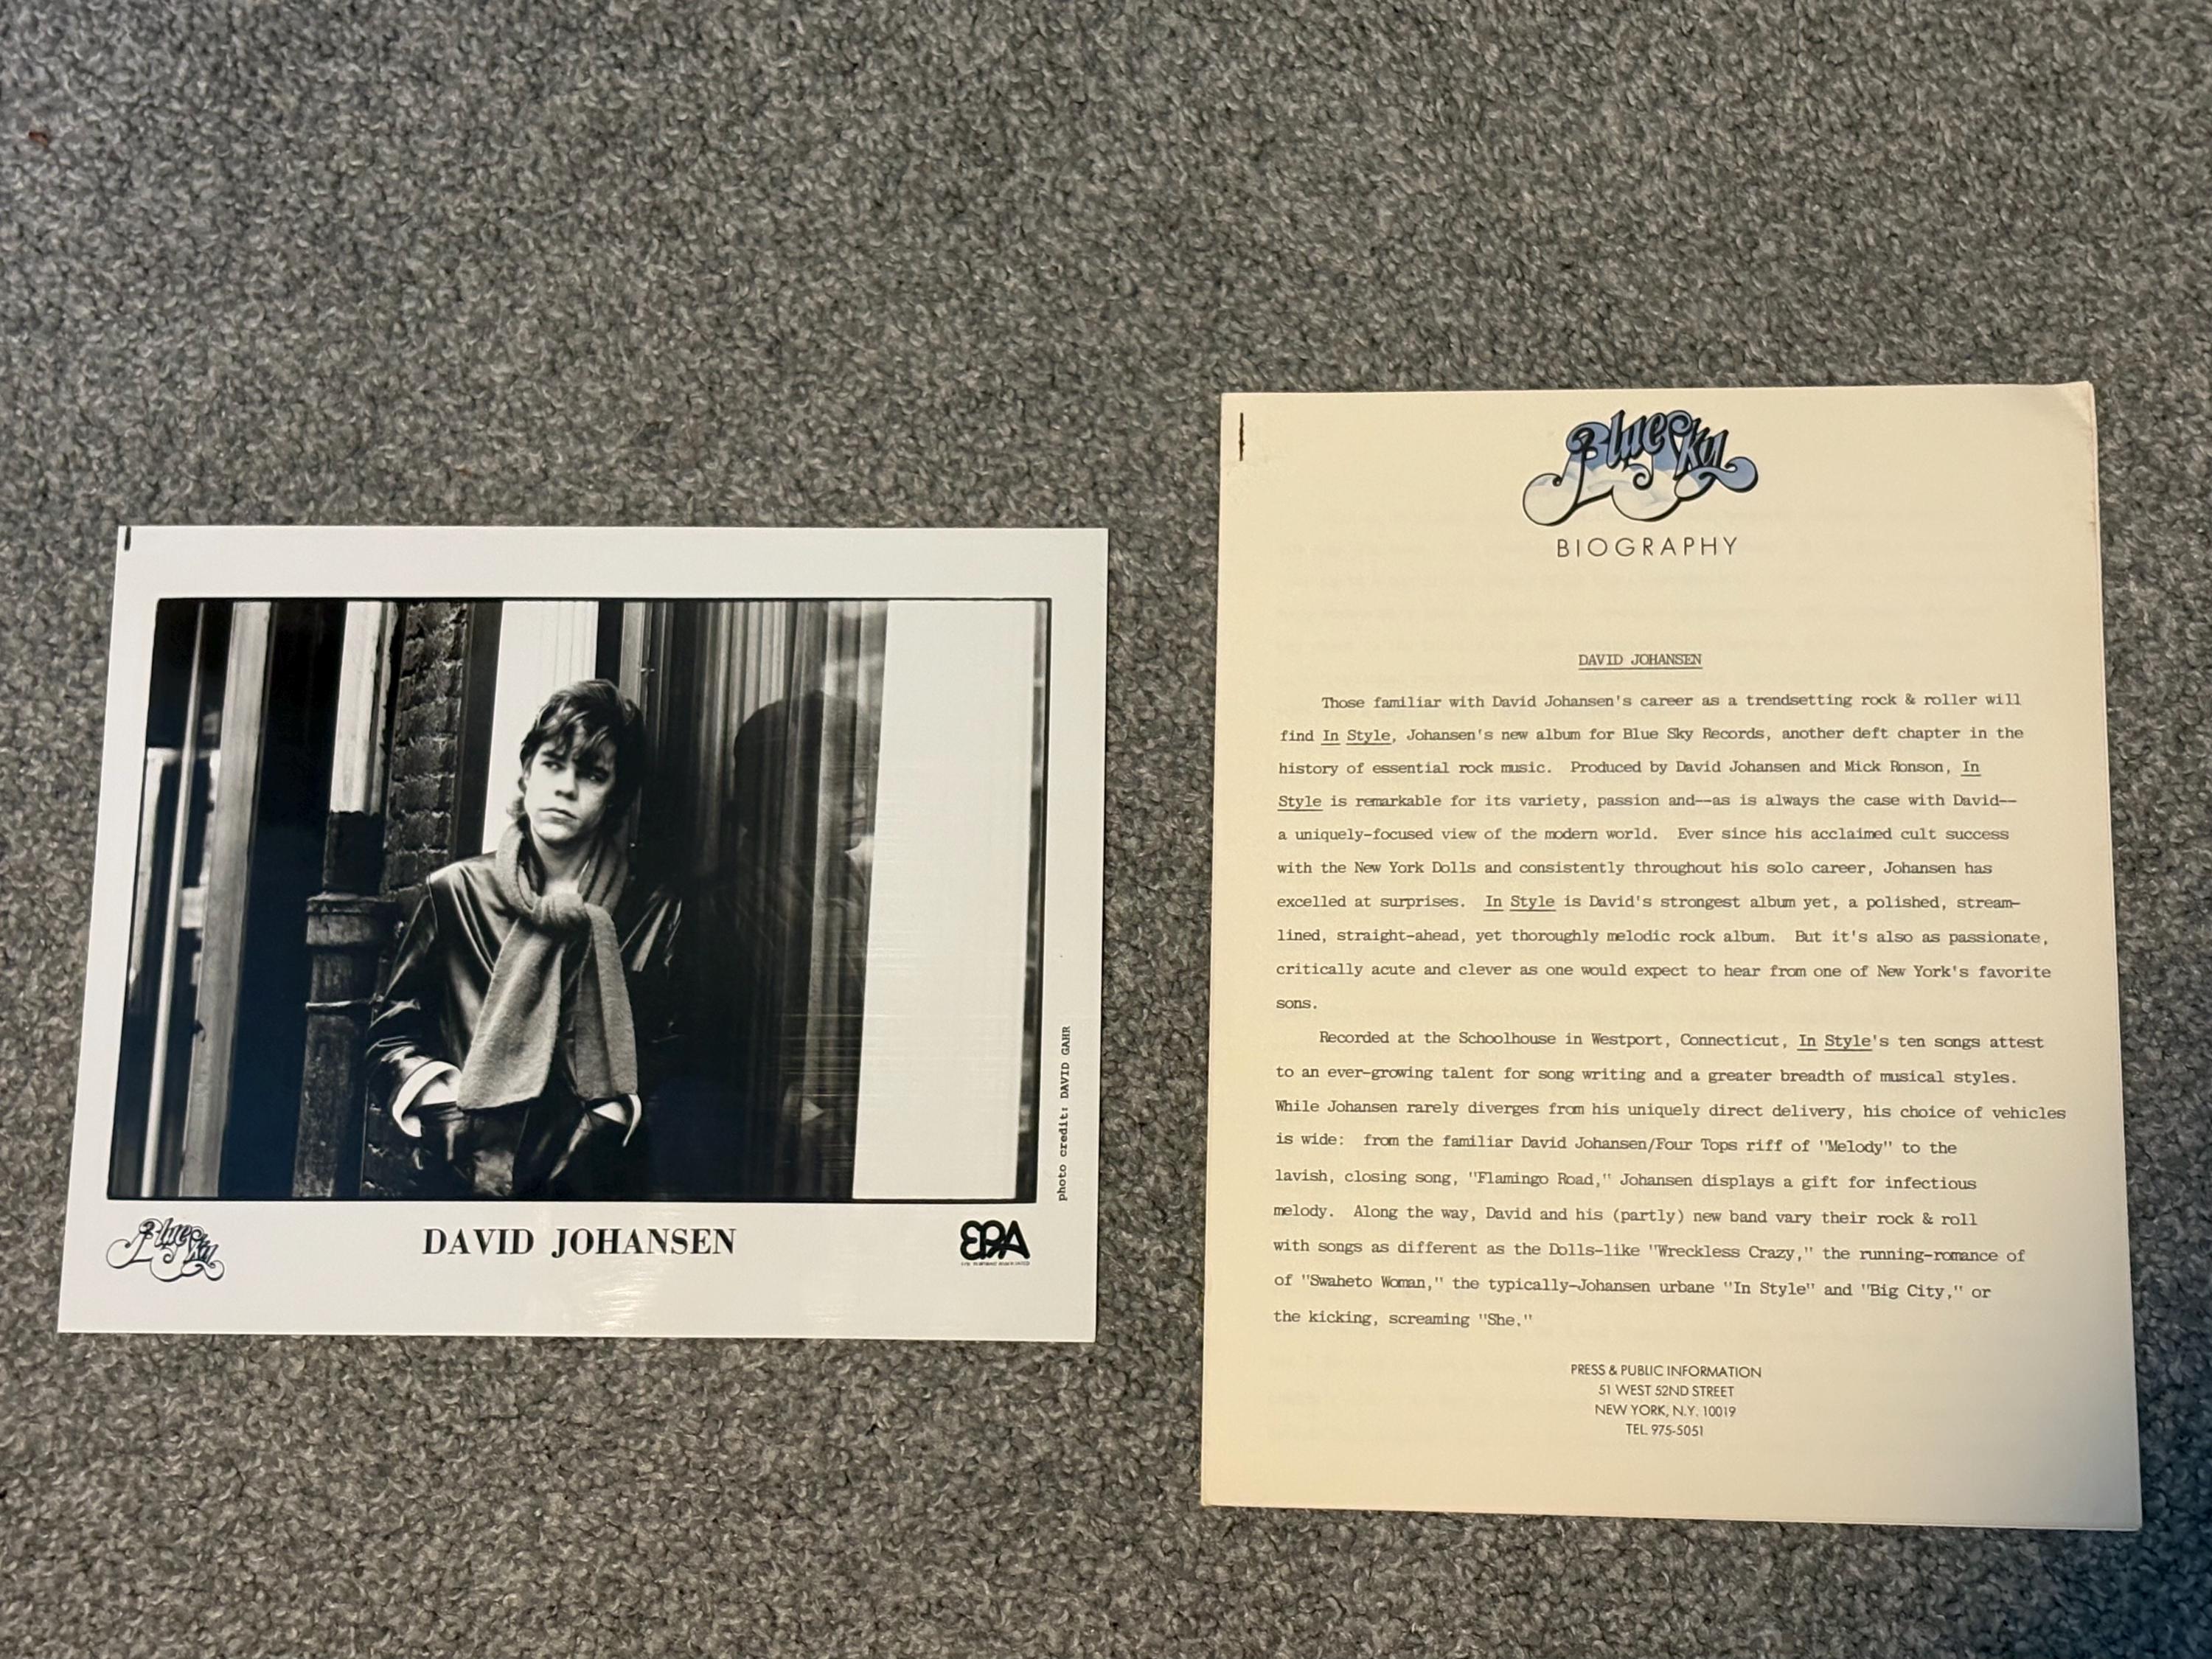 photo credit: DAVID GAHR
Blue Sky
DAVID JOHANSEN
EPA
Blue Sky
BIOGRAPHY
DAVID JOHANSEN
Those familiar with David Johansen's career as a trendsetting rock & roller will
find In Style, Johansen's new album for Blue Sky Records, another deft chapter in the
history of essential rock music. Produced by David Johansen and Mick Ronson, In
Style is remarkable for its variety, passion and--as is always the case with David--
a uniquely-focused view of the modern world. Ever since his acclaimed cult success
with the New York Dolls and consistently throughout his solo career, Johansen has
excelled at surprises. In Style is David's strongest album yet, a polished, stream-
lined, straight-ahead, yet thoroughly melodic rock album. But it's also as passionate,
critically acute and clever as one would expect to hear from one of New York's favorite
sons.
Recorded at the Schoolhouse in Westport, Connecticut, In Style's ten songs attest
to an ever-growing talent for song writing and a greater breadth of musical styles.
While Johansen rarely diverges from his uniquely direct delivery, his choice of vehicles
is wide: from the familiar David Johansen/Four Tops riff of "Melody" to the
lavish, closing song, "Flamingo Road," Johansen displays a gift for infectious
melody. Along the way, David and his (partly) new band vary their rock & roll
with songs as different as the Dolls-like "Wreckless Crazy," the running-romance of
of "Swaheto Woman," the typically-Johansen urbane "In Style" and "Big City," or
the kicking, screaming "She."
PRESS & PUBLIC INFORMATION
51 WEST 52ND STREET
NEW YORK, N.Y. 10019
TEL. 975-5051